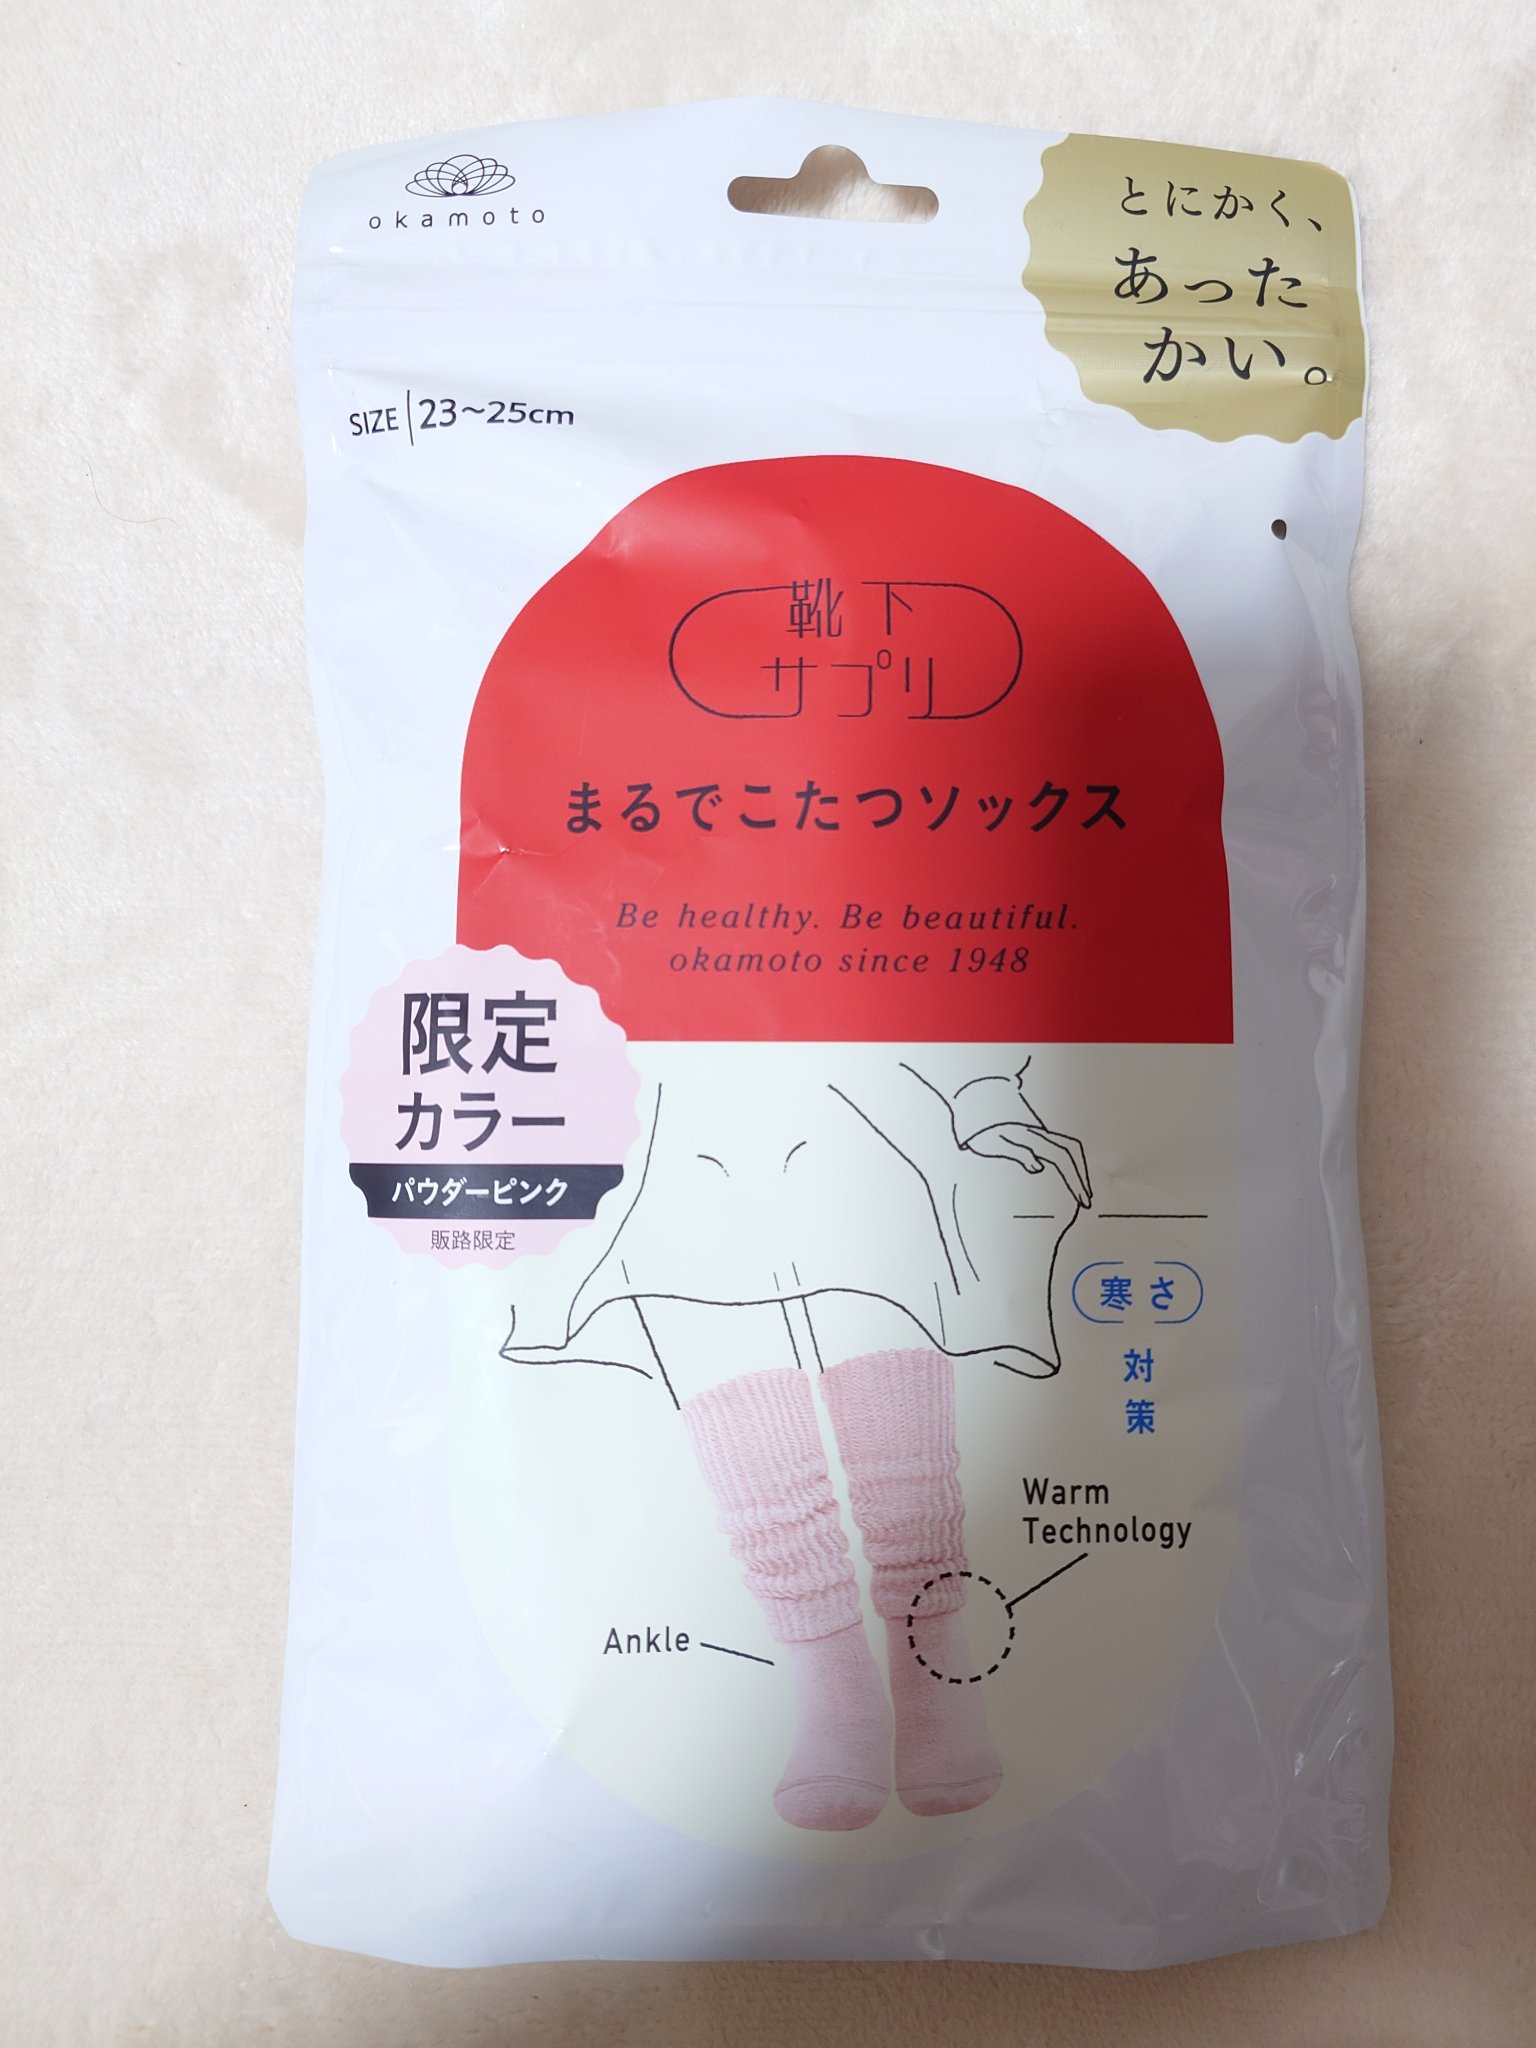 okamoto
とにかく、
あった
かい。
SIZE 23~25cm
靴下
サプリ
まるでこたつソックス
Be healthy. Be beautiful.
okamoto since 1948
限定
カラー
パウダーピンク
販路限定
寒さ
対
策
Warm
Technology
Ankle